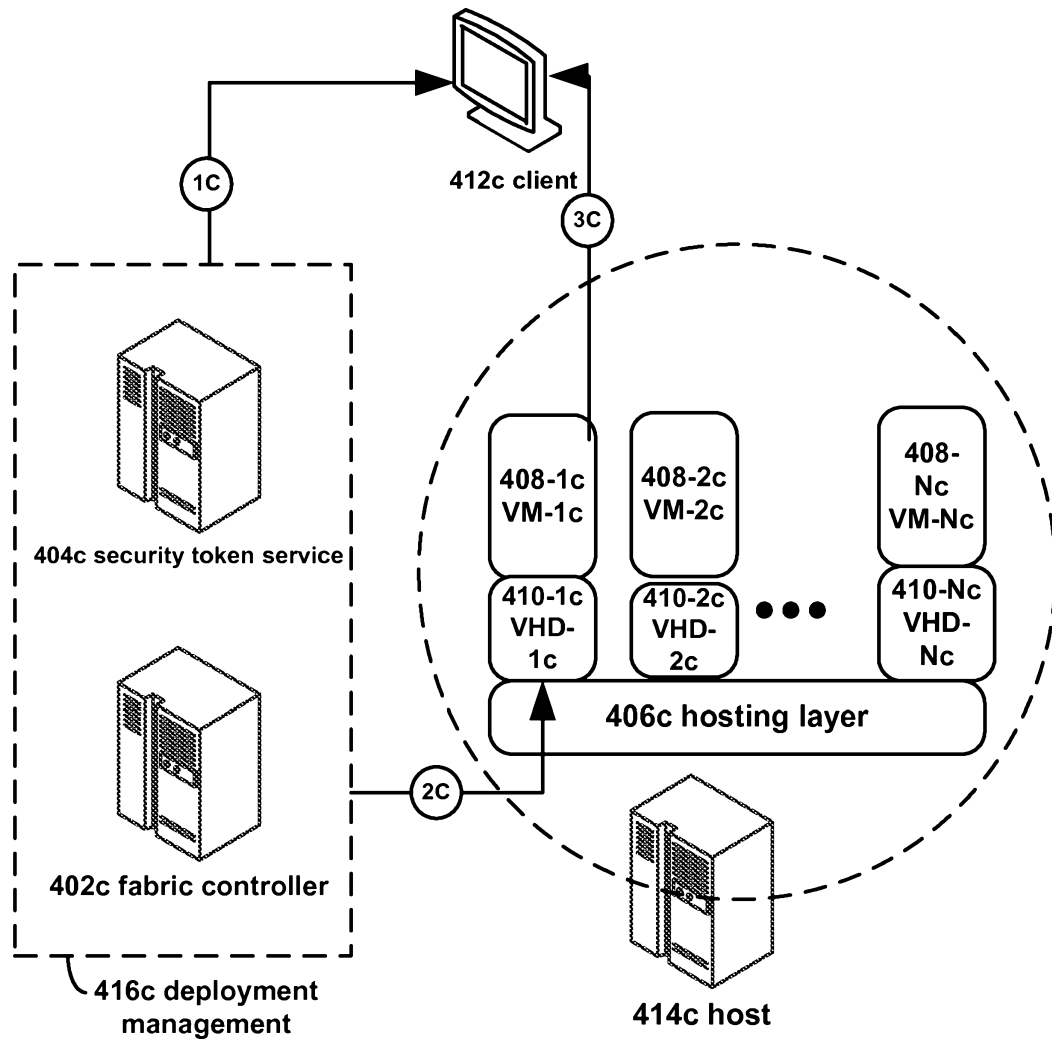 412c client
1C
3C
404c security token service
402c fabric controller
416c deployment
management
2C
408-1c
VM-1c
408-2c
VM-2c
408-
Nc
VM-Nc
410-1c
VHD-
1c
410-2c
VHD-
2c
410-Nc
VHD-
Nc
406c hosting layer
414c host